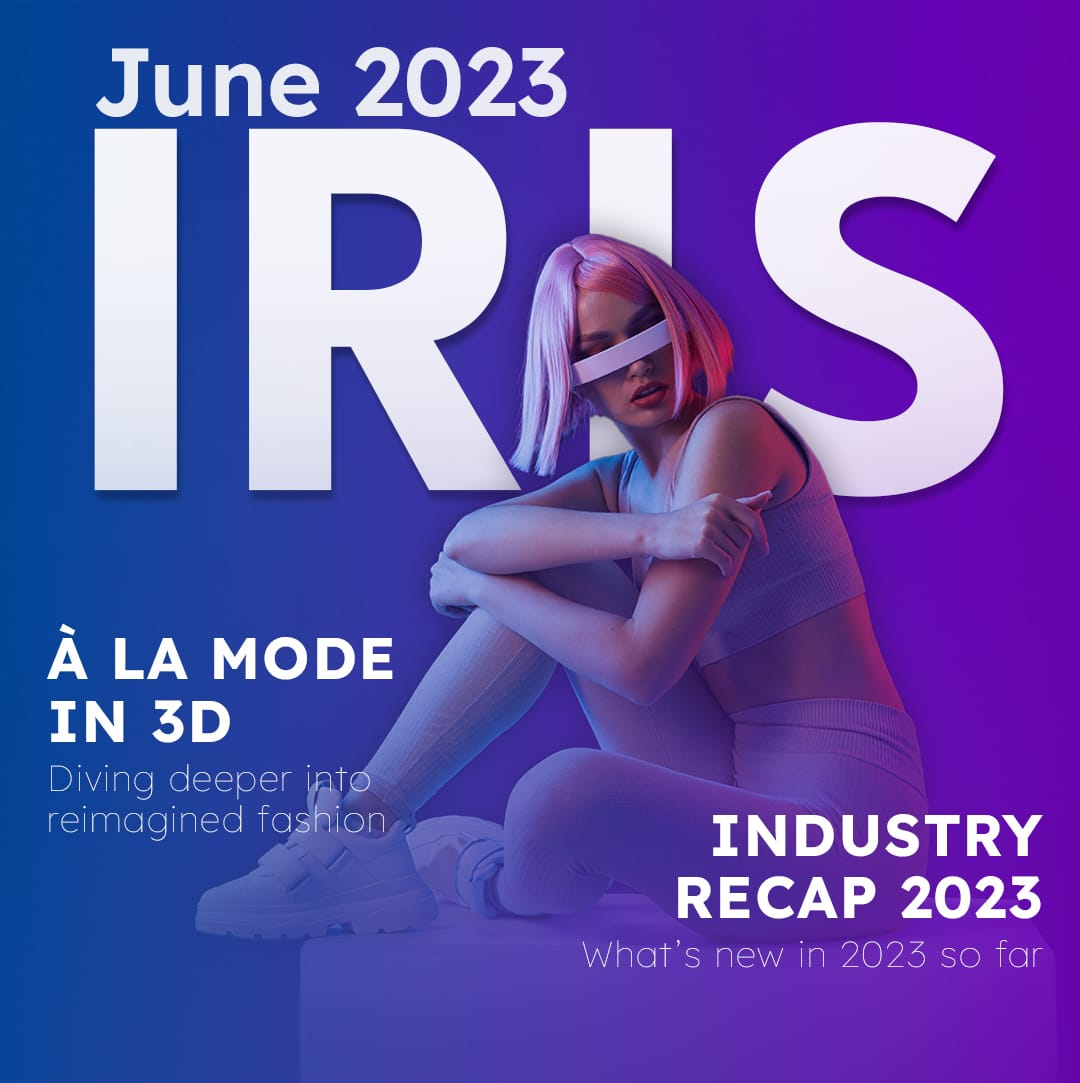 June 2023
IRIS
À LA MODE
IN 3D
Diving deeper into
reimagined fashion
INDUSTRY
RECAP 2023
What’s new in 2023 so far